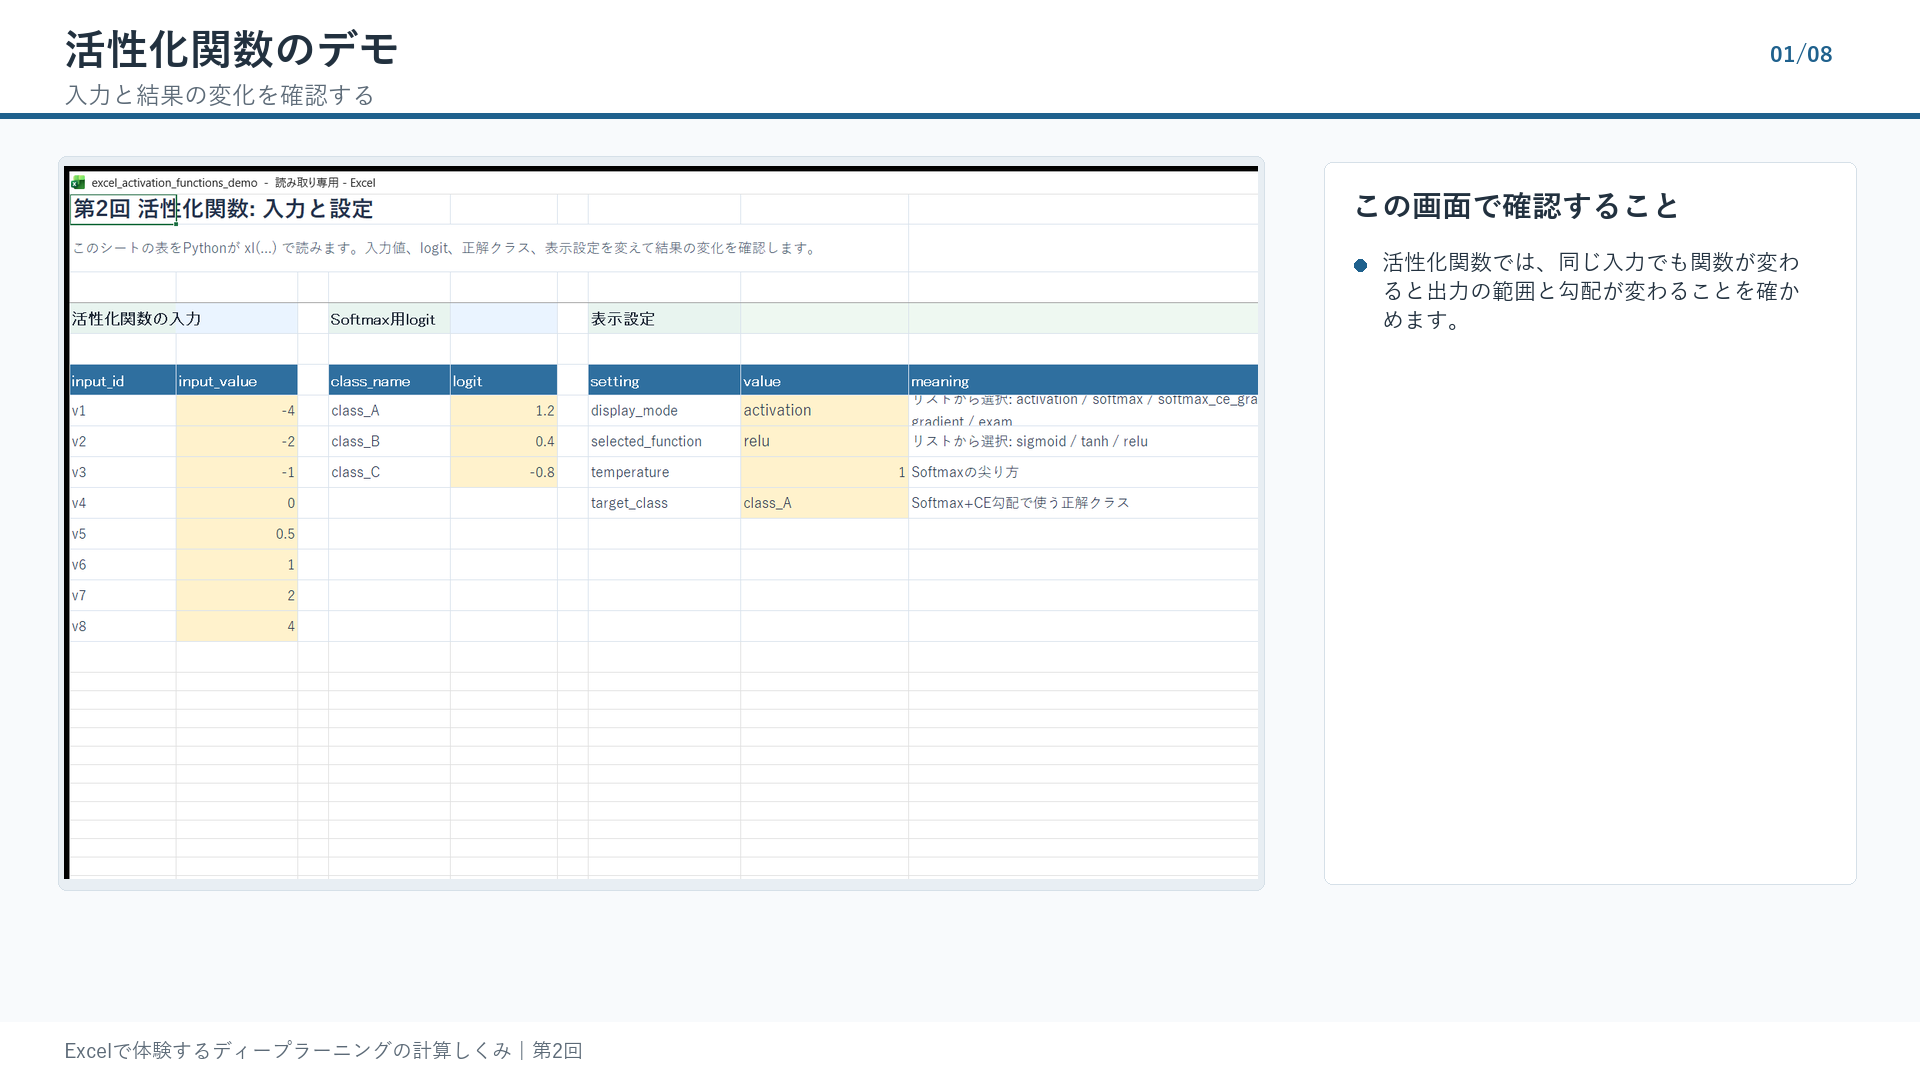 活性化関数のデモ
入力と結果の変化を確認する
01/08
excel_activation_functions_demo - 読み取り専用 - Excel
第2回 活性化関数: 入力と設定
このシートの表をPythonが xl(...) で読みます。入力値、logit、正解クラス、表示設定を変えて結果の変化を確認します。
活性化関数の入力 Softmax用logit 表示設定
input_id input_value class_name logit setting value meaning
v1 -4 class_A 1.2 display_mode activation リストから選択: activation / softmax / softmax_ce_gra
gradient / exam
v2 -2 class_B 0.4 selected_function relu リストから選択: sigmoid / tanh / relu
v3 -1 class_C -0.8 temperature 1 Softmaxの尖り方
v4 0 target_class class_A Softmax+CE勾配で使う正解クラス
v5 0.5
v6 1
v7 2
v8 4
この画面で確認すること
活性化関数では、同じ入力でも関数が変わ
ると出力の範囲と勾配が変わることを確か
めます。
Excelで体験するディープラーニングの計算しくみ｜第2回